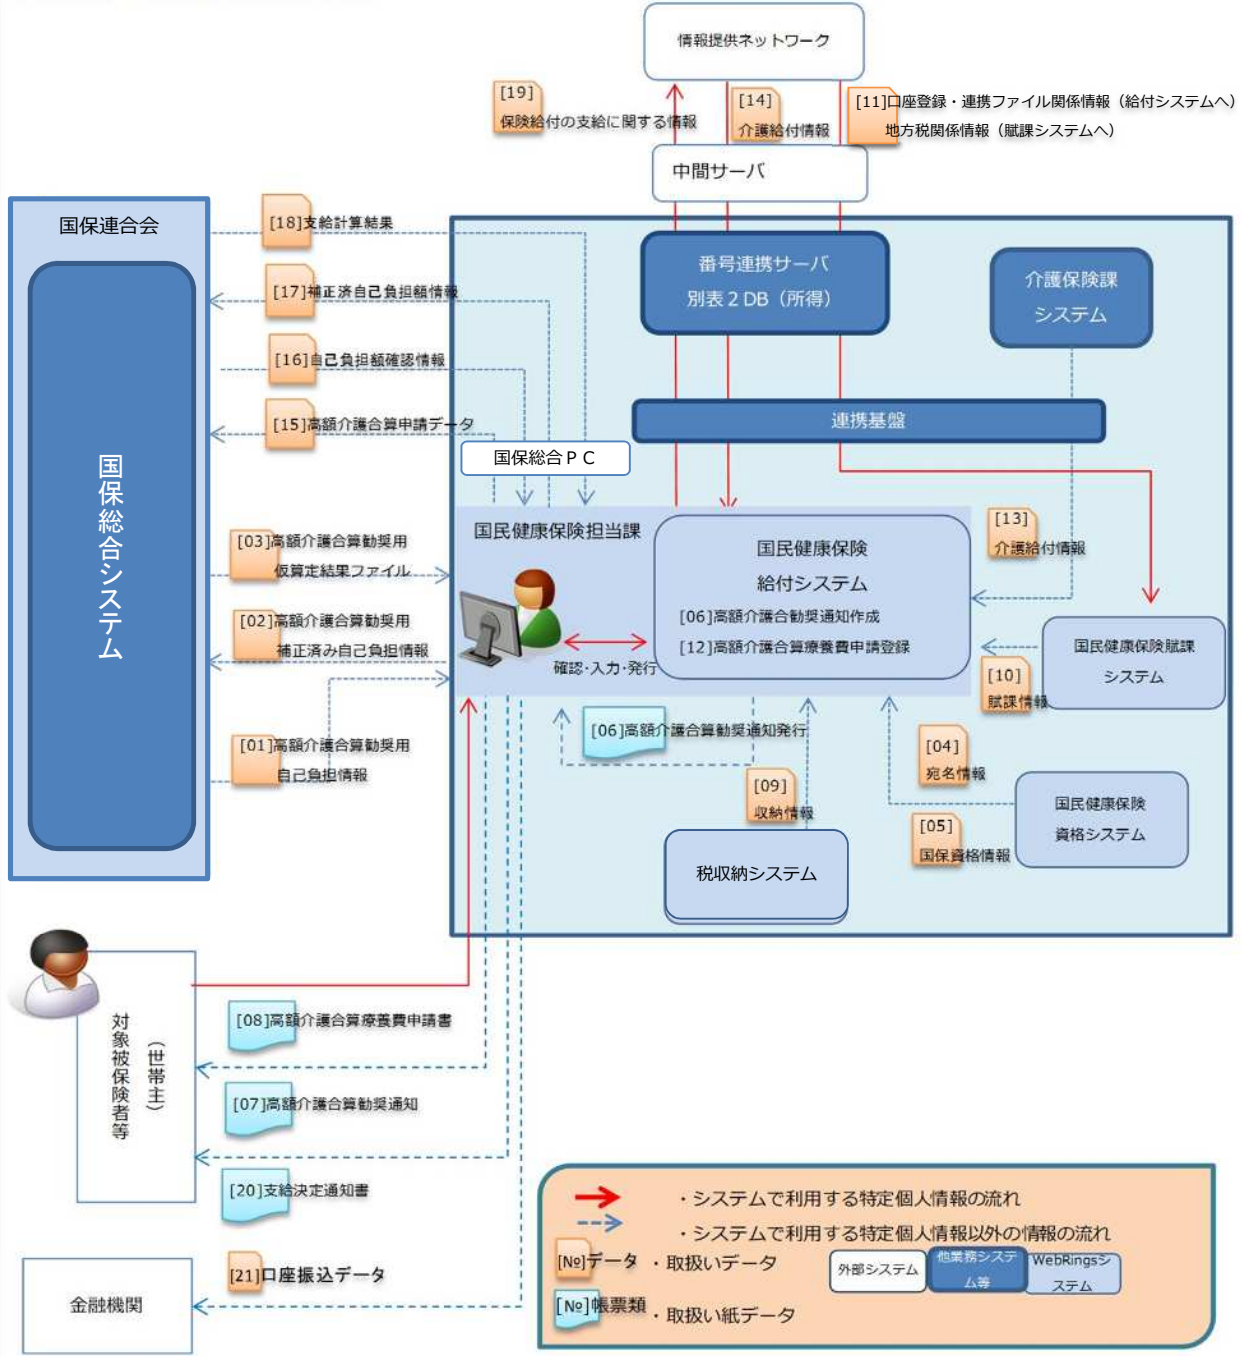 情報提供ネットワーク
[19]
保険給付の支給に関する情報
[14]
介護給付情報
[11]口座登録・連携ファイル関係情報（給付システムへ）
地方税関係情報（賦課システムへ）
中間サーバ
国保連合会
国保総合システム
[18]支給計算結果
[17]補正済自己負担額情報
[16]自己負担額確認情報
[15]高額介護合算申請データ
番号連携サーバ
別表２DB（所得）
介護保険課
システム
連携基盤
国保総合ＰＣ
国民健康保険担当課
国民健康保険
給付システム
[06]高額介護合勧奨通知作成
[12]高額介護合算療養費申請登録
確認・入力・発行
[13]
介護給付情報
[03]高額介護合算勧奨用
仮算定結果ファイル
[02]高額介護合算勧奨用
補正済み自己負担情報
[01]高額介護合算勧奨用
自己負担情報
国民健康保険賦課
システム
[10]
賦課情報
[06]高額介護合算勧奨通知発行
[04]
宛名情報
[09]
収納情報
[05]
国保資格情報
国民健康保険
資格システム
税収納システム
対象被保険者等
（世帯主）
[08]高額介護合算療養費申請書
[07]高額介護合算勧奨通知
[20]支給決定通知書
[21]口座振込データ
金融機関
・システムで利用する特定個人情報の流れ
・システムで利用する特定個人情報以外の情報の流れ
[№]データ ・取扱いデータ
外部システム
他業務システム等
WebRingsシステム
[№]帳票類 ・取扱い紙データ